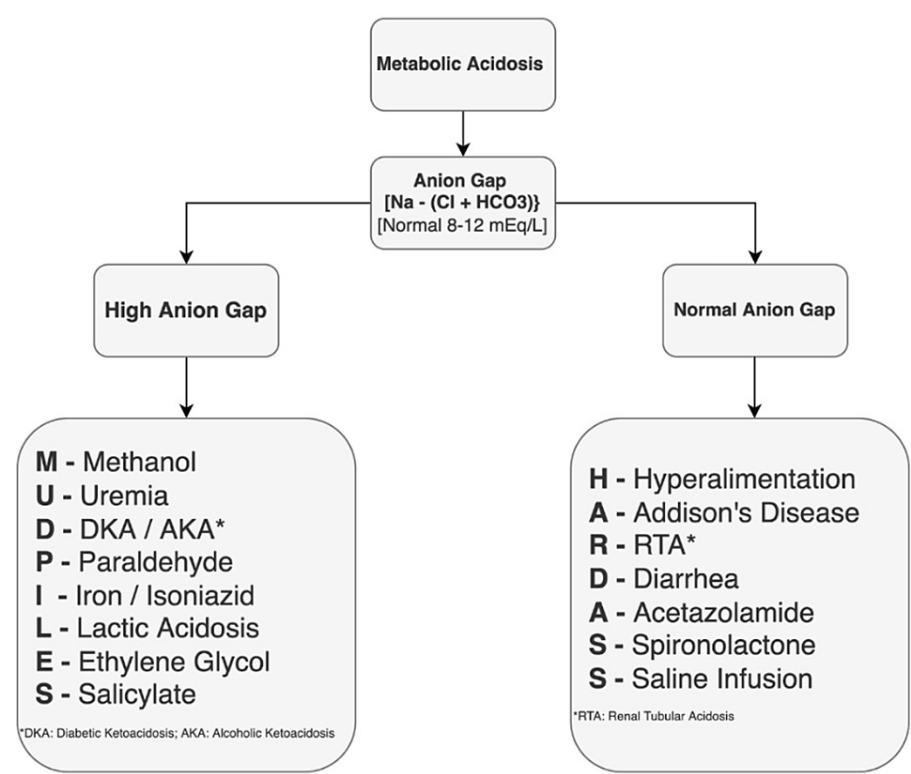 Metabolic Acidosis
Anion Gap
[Na - (Cl + HCO3)}
[Normal 8-12 mEq/L]
High Anion Gap
Normal Anion Gap
M - Methanol
U - Uremia
D - DKA / AKA*
P - Paraldehyde
I - Iron / Isoniazid
L - Lactic Acidosis
E - Ethylene Glycol
S - Salicylate
*DKA: Diabetic Ketoacidosis; AKA: Alcoholic Ketoacidosis
H - Hyperalimentation
A - Addison's Disease
R - RTA*
D - Diarrhea
A - Acetazolamide
S - Spironolactone
S - Saline Infusion
*RTA: Renal Tubular Acidosis